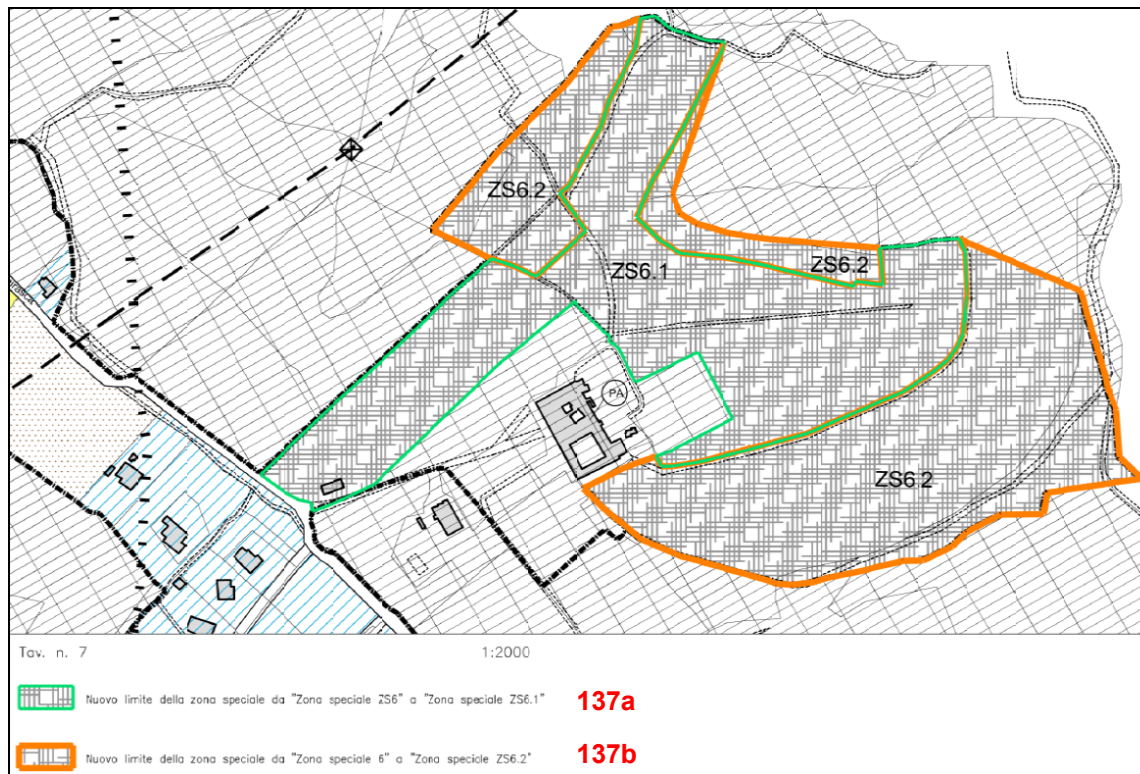 ZS6.2
ZS6.1
ZS6.2
PA
ZS6.2
Tav. n. 7 1:2000
Nuovo limite della zona speciale da "Zona speciale ZS6" a "Zona speciale ZS6.1" 137a
Nuovo limite della zona speciale da "Zona speciale 6" a "Zona speciale ZS6.2" 137b